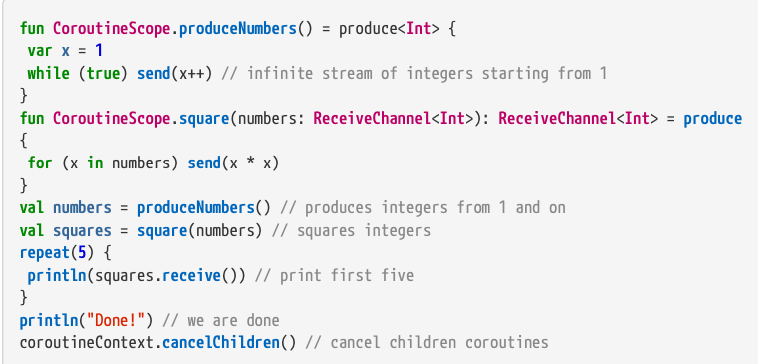 fun CoroutineScope.produceNumbers() = produce<Int> {
 var x = 1
 while (true) send(x++) // infinite stream of integers starting from 1
}
fun CoroutineScope.square(numbers: ReceiveChannel<Int>): ReceiveChannel<Int> = produce
{
 for (x in numbers) send(x * x)
}
val numbers = produceNumbers() // produces integers from 1 and on
val squares = square(numbers) // squares integers
repeat(5) {
 println(squares.receive()) // print first five
}
println("Done!") // we are done
coroutineContext.cancelChildren() // cancel children coroutines